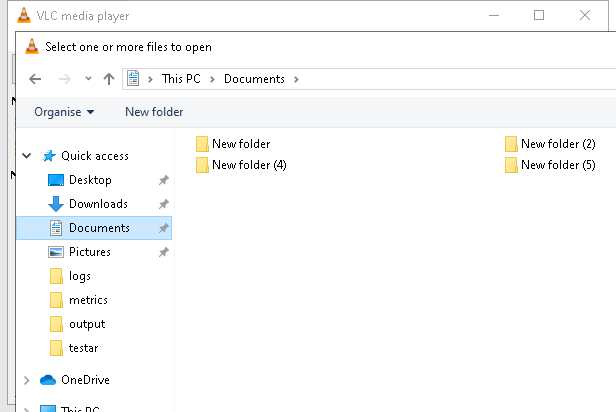 VLC media player
Select one or more files to open
This PC > Documents >
Organise New folder
New folder New folder (2)
New folder (4) New folder (5)
Quick access
Desktop
Downloads
Documents
Pictures
logs
metrics
output
testar
OneDrive
This PC